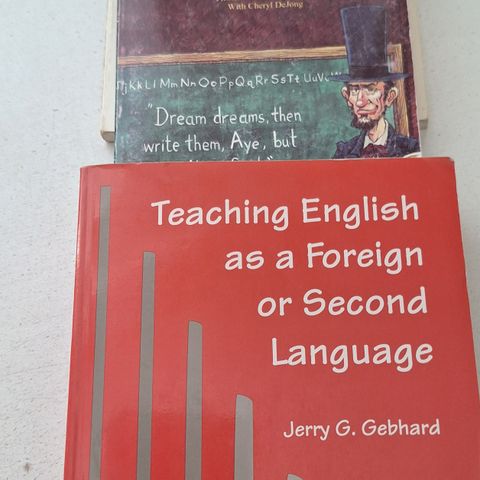 With Cheryl DeJong
jKkLlMmNnOoPpQqRrSsTtUuVv
"Dream dreams, then
write them, Aye, but
Teaching English
as a Foreign
or Second
Language
Jerry G. Gebhard